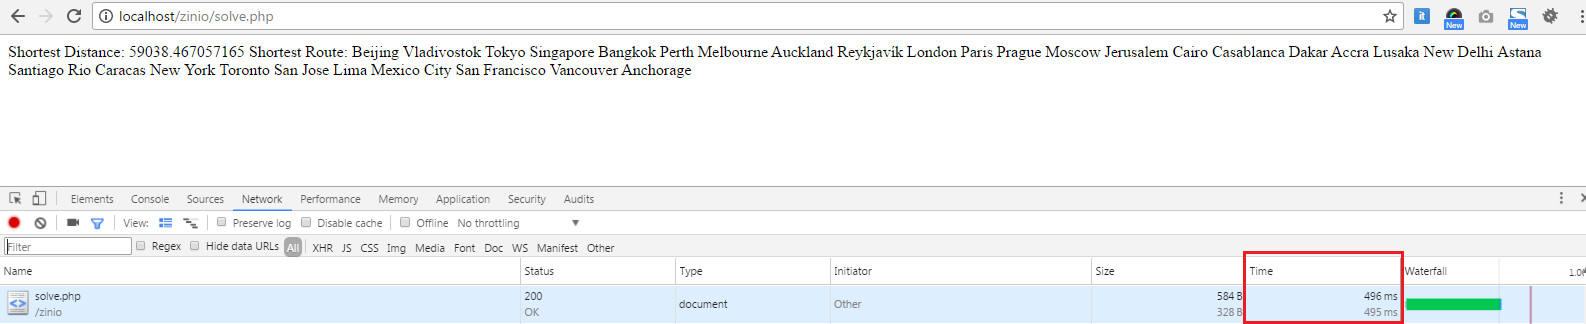 localhost/zinio/solve.php
it
New
S
New
Shortest Distance: 59038.467057165 Shortest Route: Beijing Vladivostok Tokyo Singapore Bangkok Perth Melbourne Auckland Reykjavík London Paris Prague Moscow Jerusalem Cairo Casablanca Dakar Accra Lusaka New Delhi Astana
Santiago Rio Caracas New York Toronto San Jose Lima Mexico City San Francisco Vancouver Anchorage
Elements Console Sources Network Performance Memory Application Security Audits
View: Preserve log Disable cache Offline No throttling
Filter Regex Hide data URLs All XHR JS CSS Img Media Font Doc WS Manifest Other
Name Status Type Initiator Size Time Waterfall
solve.php 200 document Other 584 B 496 ms
/zinio OK 328 B 495 ms